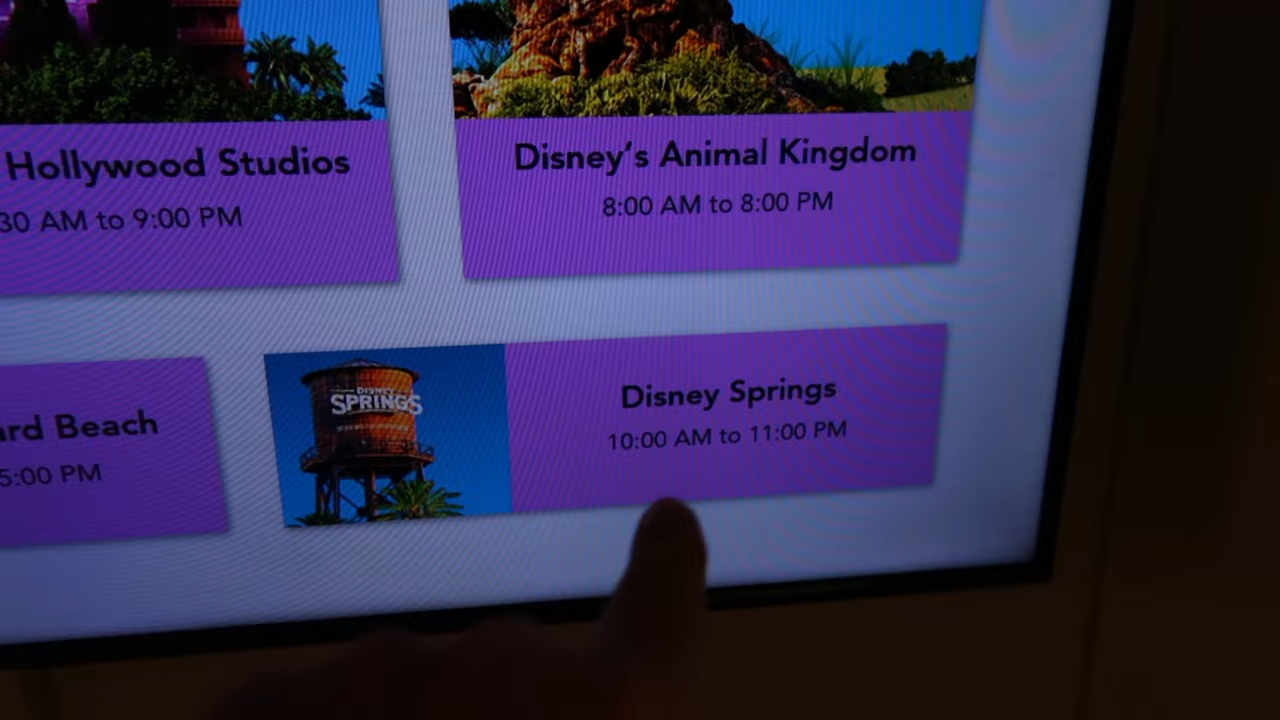 Hollywood Studios
30 AM to 9:00 PM
Disney's Animal Kingdom
8:00 AM to 8:00 PM
ard Beach
5:00 PM
DISNEY
SPRINGS
Disney Springs
10:00 AM to 11:00 PM